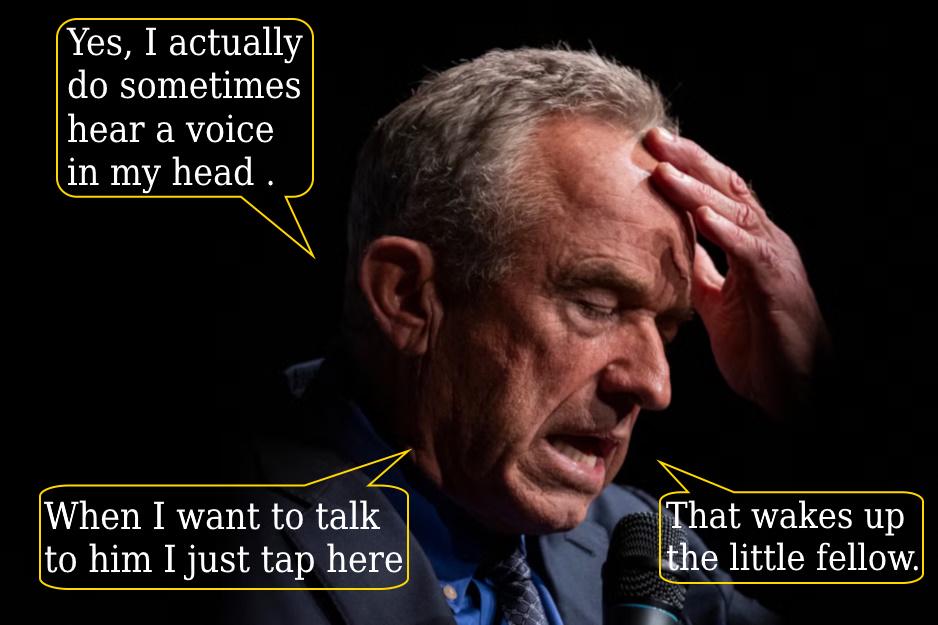 Yes, I actually
do sometimes
hear a voice
in my head .
When I want to talk
to him I just tap here
That wakes up
the little fellow.